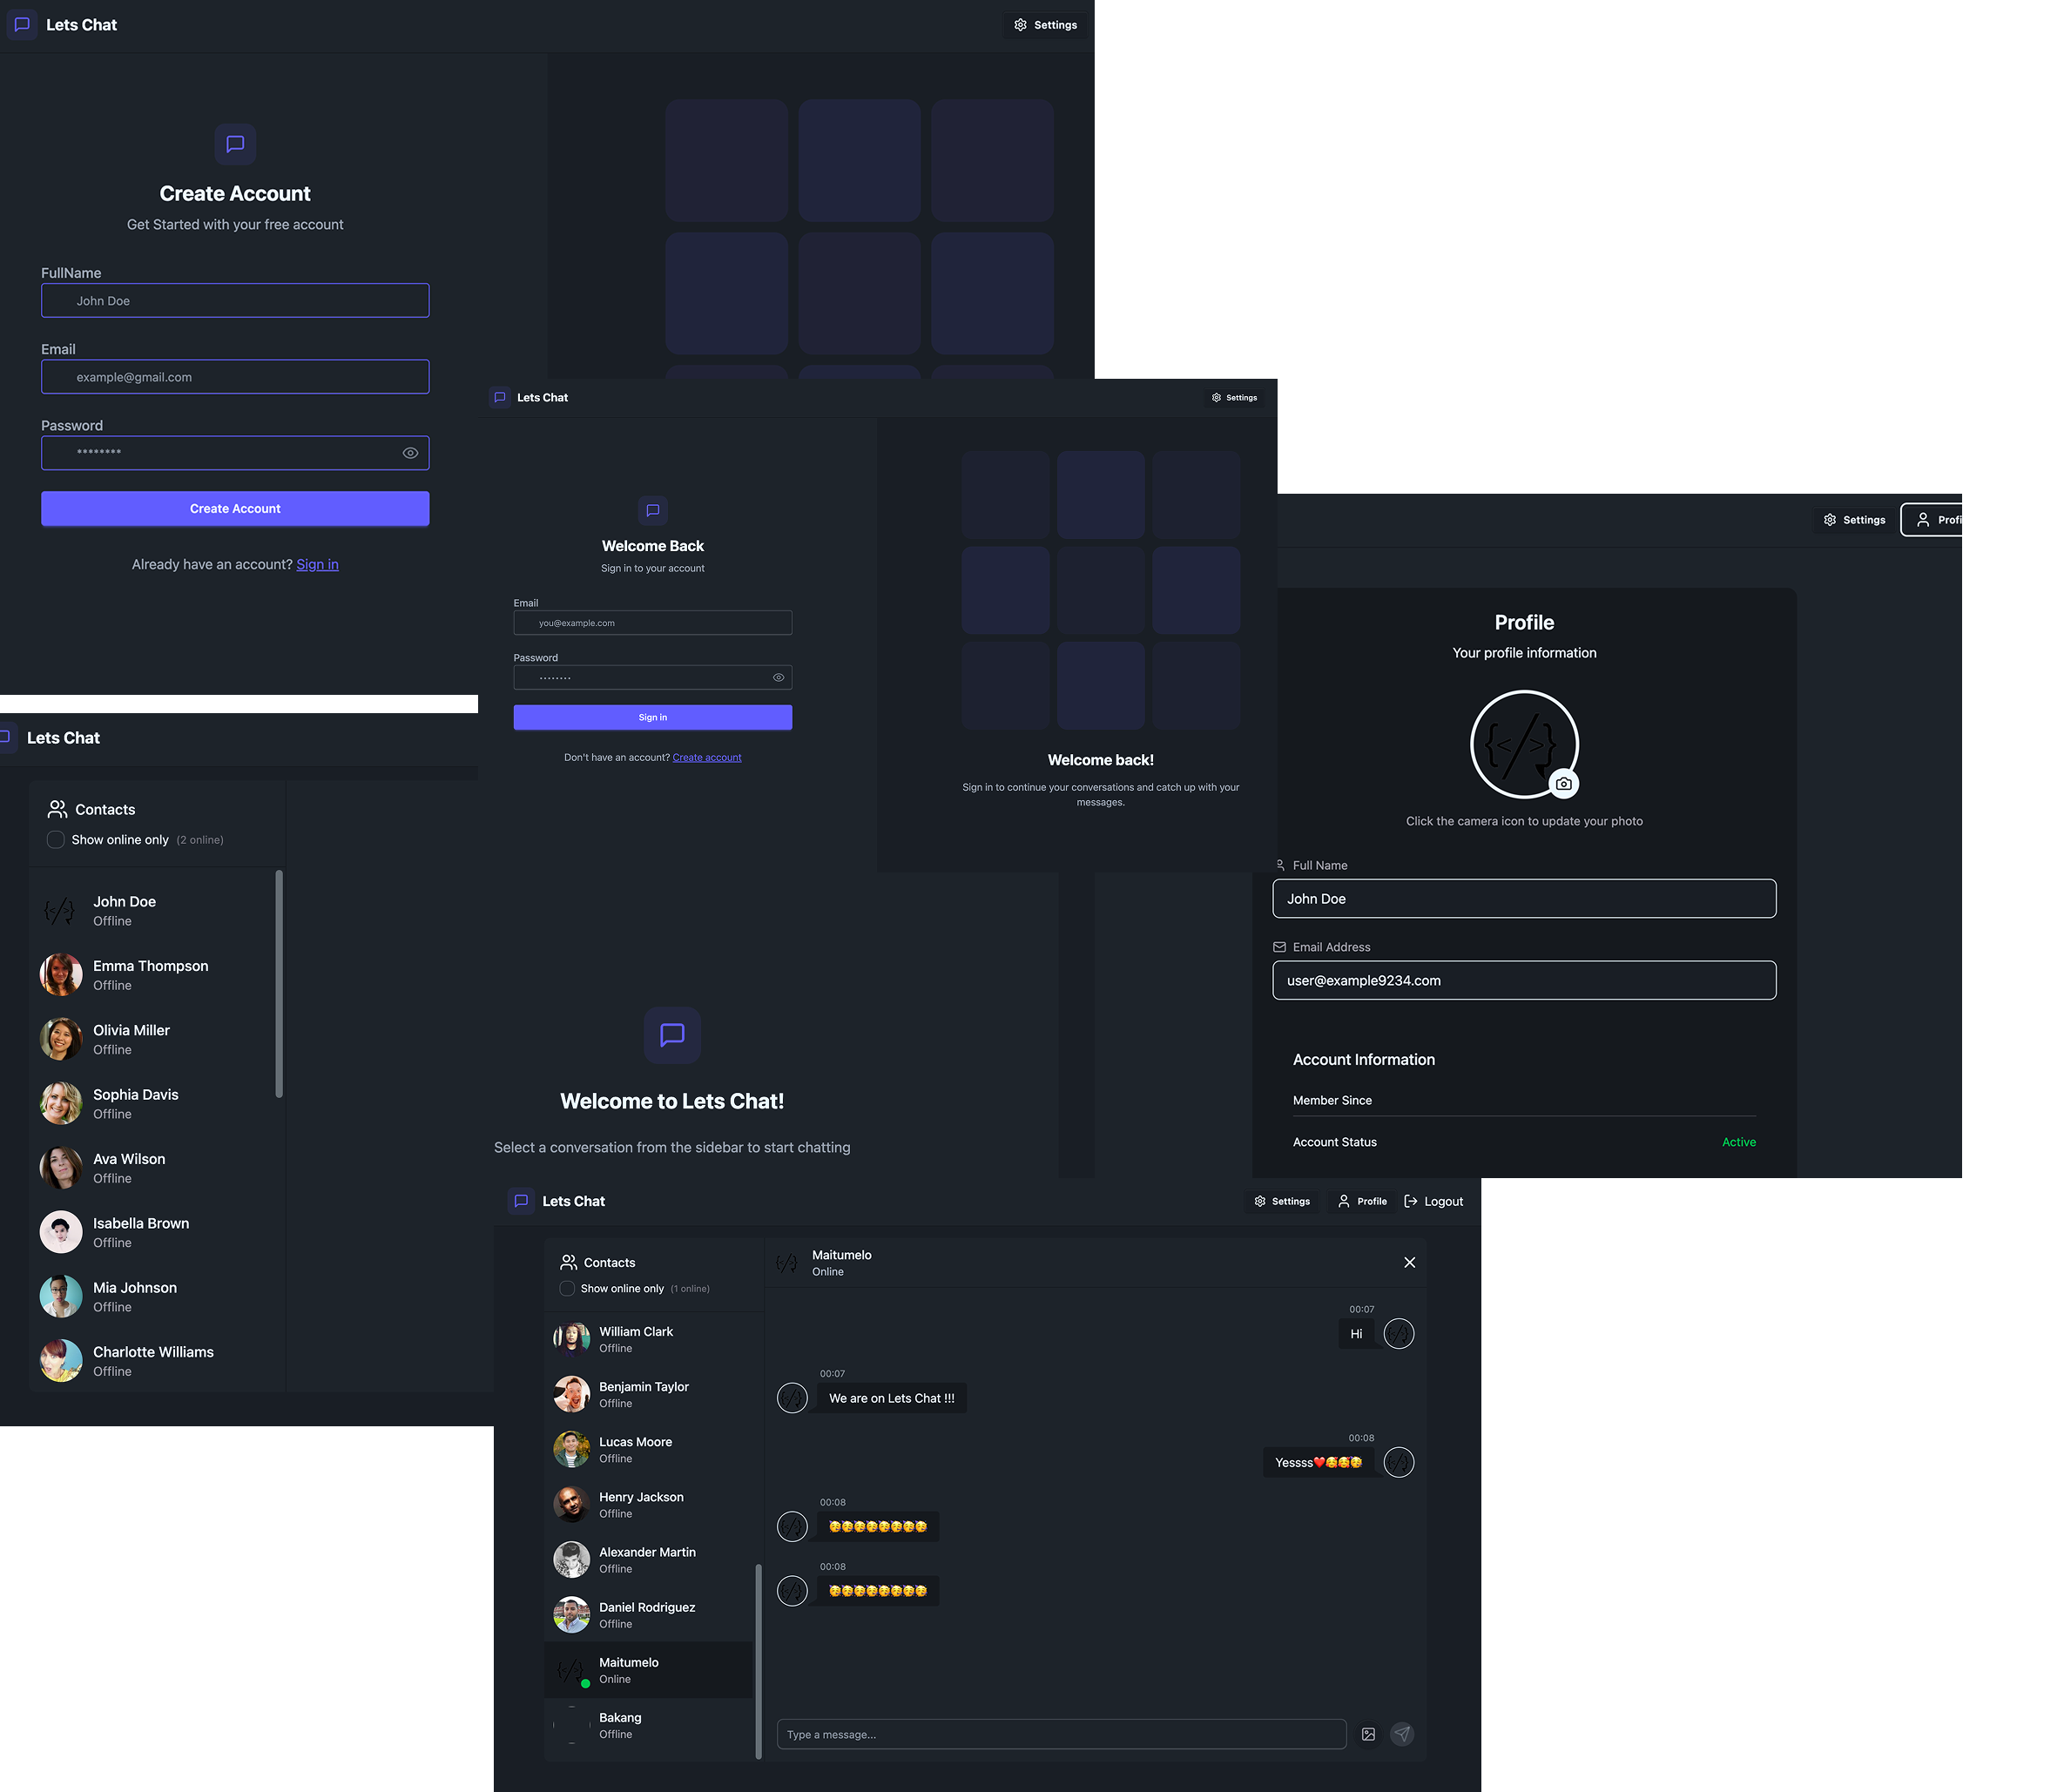 Lets Chat
Settings
Create Account
Get Started with your free account
FullName
John Doe
Email
example@gmail.com
Password
********
Create Account
Already have an account? Sign in
Lets Chat
Settings
Welcome Back
Sign in to your account
Email
you@example.com
Password
········
Sign in
Don't have an account? Create account
Welcome back!
Sign in to continue your conversations and catch up with your
messages.
Settings
Profi
Profile
Your profile information
Click the camera icon to update your photo
Full Name
John Doe
Email Address
user@example9234.com
Account Information
Member Since
Account Status
Active
Lets Chat
Contacts
Show online only (2 online)
John Doe
Offline
Emma Thompson
Offline
Olivia Miller
Offline
Sophia Davis
Offline
Ava Wilson
Offline
Isabella Brown
Offline
Mia Johnson
Offline
Charlotte Williams
Offline
Welcome to Lets Chat!
Select a conversation from the sidebar to start chatting
Lets Chat
Settings
Profile
Logout
Contacts
Show online only (1 online)
William Clark
Offline
Benjamin Taylor
Offline
Lucas Moore
Offline
Henry Jackson
Offline
Alexander Martin
Offline
Daniel Rodriguez
Offline
Maitumelo
Online
Bakang
Offline
Maitumelo
Online
00:07
Hi
00:07
We are on Lets Chat !!!
00:08
Yessss❤️🥰🥰🥳
00:08
🥳🥳🥳🥳🥳🥳🥳🥳
00:08
🥳🥳🥳🥳🥳🥳🥳🥳
Type a message...